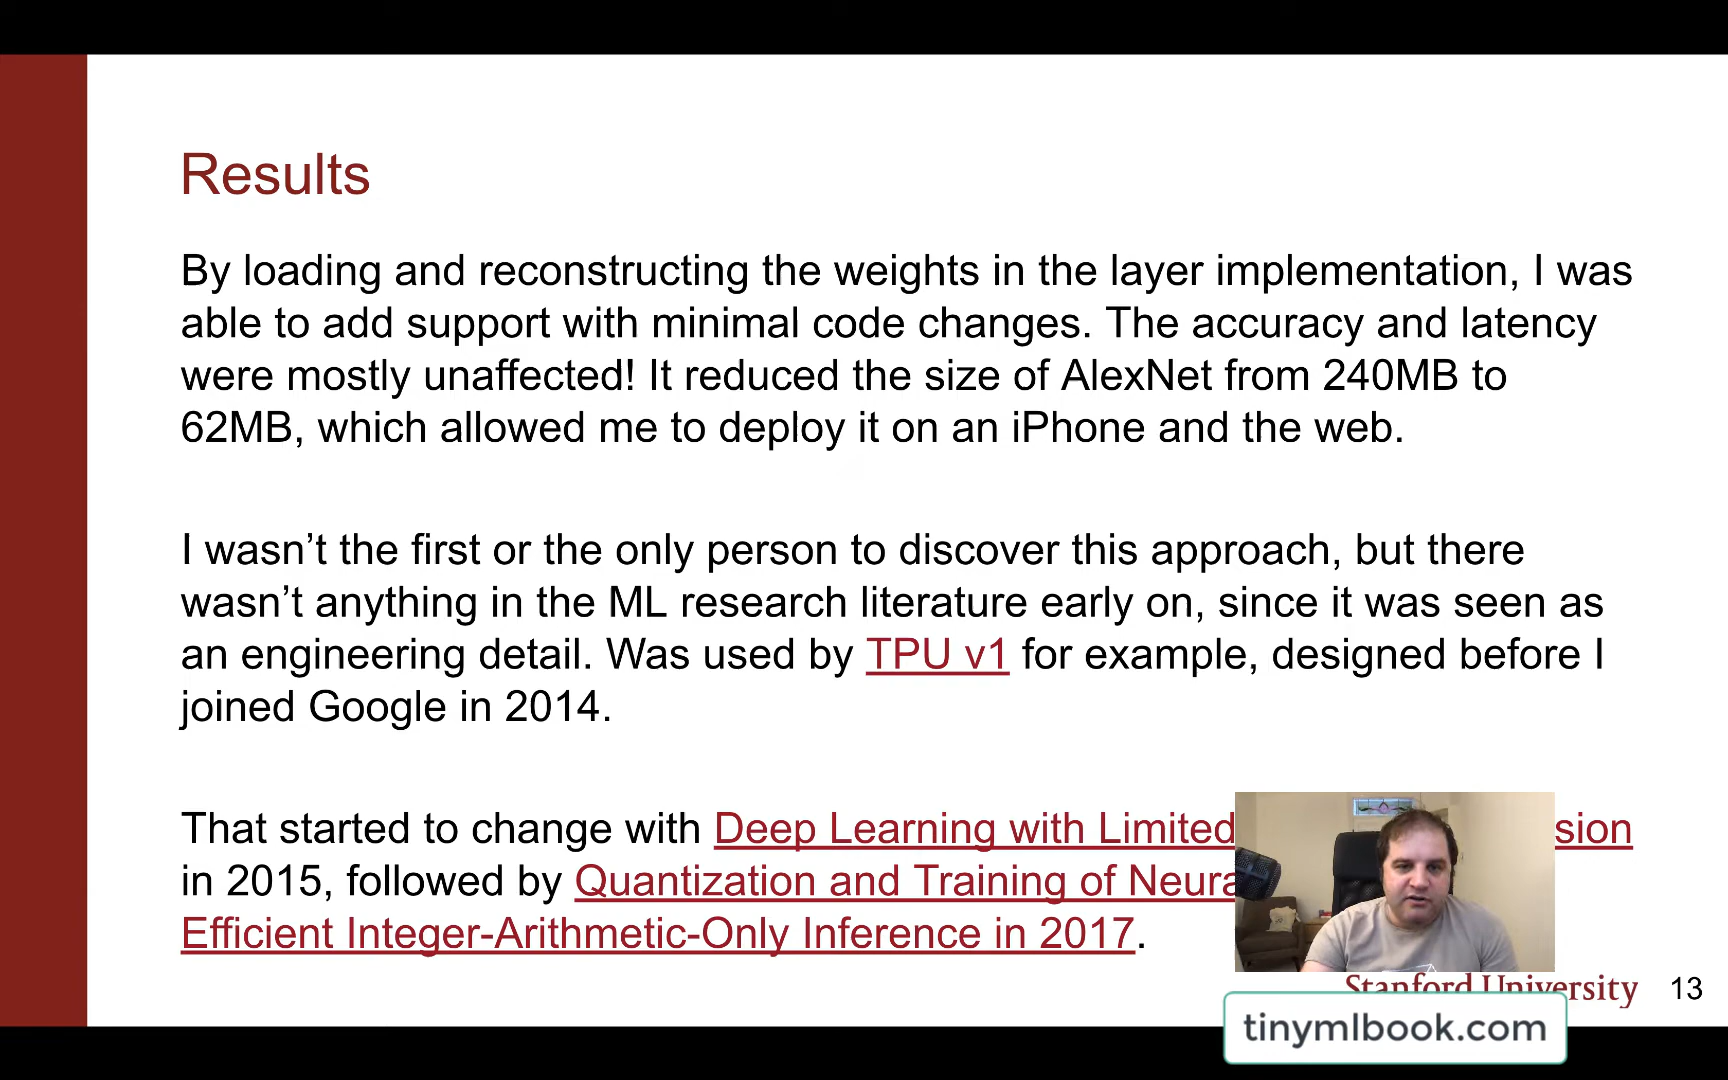 Results
By loading and reconstructing the weights in the layer implementation, I was
able to add support with minimal code changes. The accuracy and latency
were mostly unaffected! It reduced the size of AlexNet from 240MB to
62MB, which allowed me to deploy it on an iPhone and the web.
I wasn’t the first or the only person to discover this approach, but there
wasn’t anything in the ML research literature early on, since it was seen as
an engineering detail. Was used by TPU v1 for example, designed before I
joined Google in 2014.
That started to change with Deep Learning with Limited sion
in 2015, followed by Quantization and Training of Neura
Efficient Integer-Arithmetic-Only Inference in 2017.
Stanford University 13
tinymlbook.com